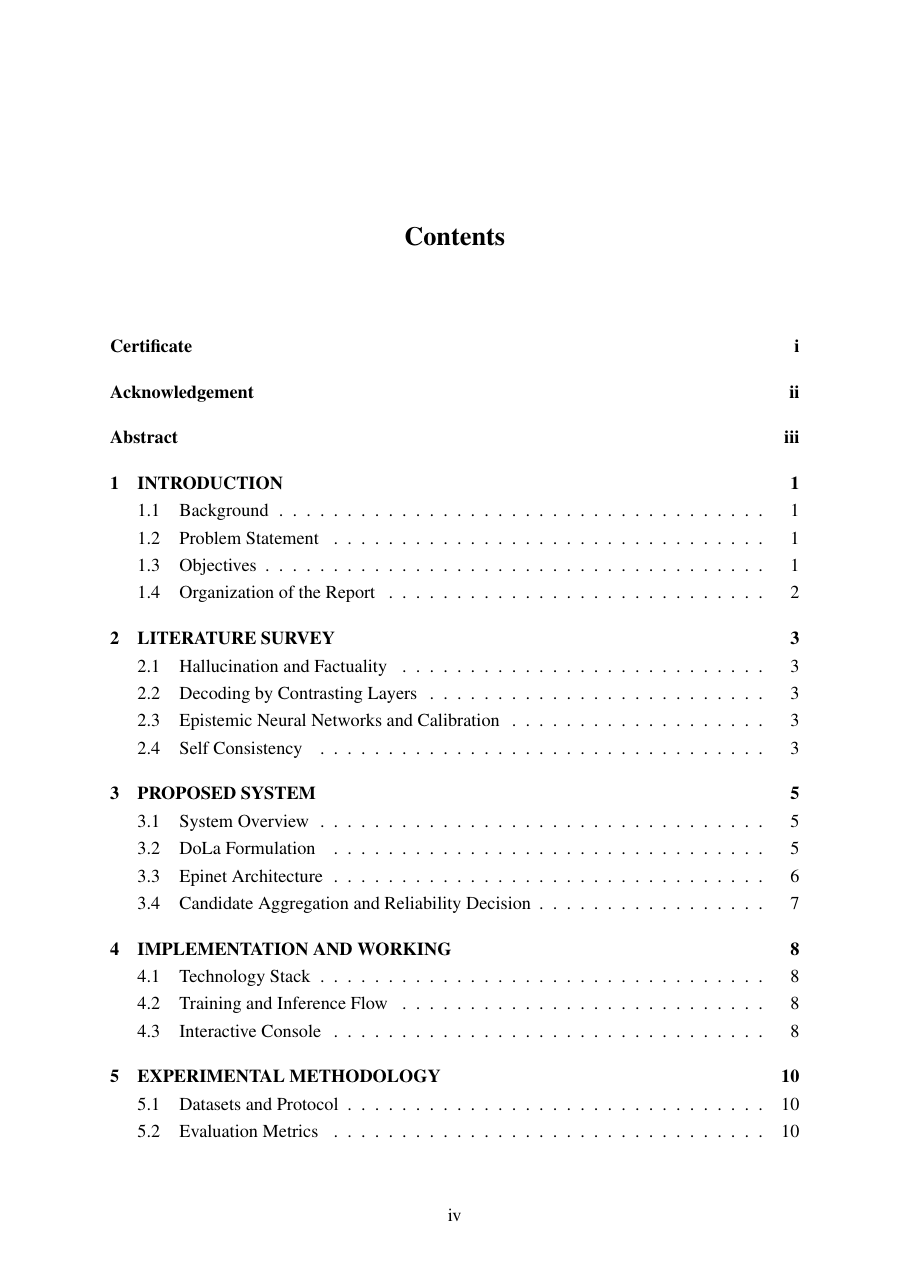 Contents
Certificate i
Acknowledgement ii
Abstract iii
1 INTRODUCTION 1
1.1 Background . . . . . . . . . . . . . . . . . . . . . . . . . . . . . . . . . . . . 1
1.2 Problem Statement . . . . . . . . . . . . . . . . . . . . . . . . . . . . . . . . 1
1.3 Objectives . . . . . . . . . . . . . . . . . . . . . . . . . . . . . . . . . . . . . 1
1.4 Organization of the Report . . . . . . . . . . . . . . . . . . . . . . . . . . . . 2
2 LITERATURE SURVEY 3
2.1 Hallucination and Factuality . . . . . . . . . . . . . . . . . . . . . . . . . . . 3
2.2 Decoding by Contrasting Layers . . . . . . . . . . . . . . . . . . . . . . . . . 3
2.3 Epistemic Neural Networks and Calibration . . . . . . . . . . . . . . . . . . . 3
2.4 Self Consistency . . . . . . . . . . . . . . . . . . . . . . . . . . . . . . . . . 3
3 PROPOSED SYSTEM 5
3.1 System Overview . . . . . . . . . . . . . . . . . . . . . . . . . . . . . . . . . 5
3.2 DoLa Formulation . . . . . . . . . . . . . . . . . . . . . . . . . . . . . . . . 5
3.3 Epinet Architecture . . . . . . . . . . . . . . . . . . . . . . . . . . . . . . . . 6
3.4 Candidate Aggregation and Reliability Decision . . . . . . . . . . . . . . . . . 7
4 IMPLEMENTATION AND WORKING 8
4.1 Technology Stack . . . . . . . . . . . . . . . . . . . . . . . . . . . . . . . . . 8
4.2 Training and Inference Flow . . . . . . . . . . . . . . . . . . . . . . . . . . . 8
4.3 Interactive Console . . . . . . . . . . . . . . . . . . . . . . . . . . . . . . . . 8
5 EXPERIMENTAL METHODOLOGY 10
5.1 Datasets and Protocol . . . . . . . . . . . . . . . . . . . . . . . . . . . . . . . 10
5.2 Evaluation Metrics . . . . . . . . . . . . . . . . . . . . . . . . . . . . . . . . 10
iv